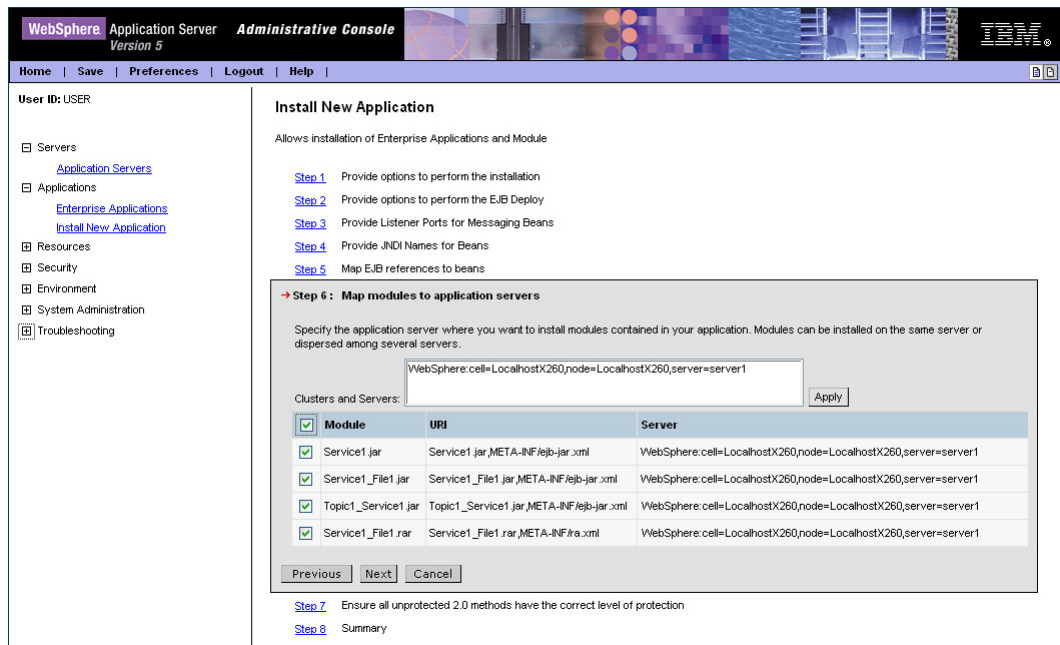 WebSphere Application Server Administrative Console
Version 5
IBM®
Home | Save | Preferences | Logout | Help |
User ID: USER
Servers
Application Servers
Applications
Enterprise Applications
Install New Application
Resources
Security
Environment
System Administration
Troubleshooting
Install New Application
Allows installation of Enterprise Applications and Module
Step 1 Provide options to perform the installation
Step 2 Provide options to perform the EJB Deploy
Step 3 Provide Listener Ports for Messaging Beans
Step 4 Provide JNDI Names for Beans
Step 5 Map EJB references to beans
→ Step 6 : Map modules to application servers
Specify the application server where you want to install modules contained in your application. Modules can be installed on the same server or
dispersed among several servers.
WebSphere:cell=LocalhostX260,node=LocalhostX260,server=server1
Clusters and Servers: Apply
Module URI Server
Service1.jar Service1.jar,META-INF/ejb-jar.xml WebSphere:cell=LocalhostX260,node=LocalhostX260,server=server1
Service1_File1.jar Service1_File1.jar,META-INF/ejb-jar.xml WebSphere:cell=LocalhostX260,node=LocalhostX260,server=server1
Topic1_Service1.jar Topic1_Service1.jar,META-INF/ejb-jar.xml WebSphere:cell=LocalhostX260,node=LocalhostX260,server=server1
Service1_File1.rar Service1_File1.rar,META-INF/ra.xml WebSphere:cell=LocalhostX260,node=LocalhostX260,server=server1
Previous Next Cancel
Step 7 Ensure all unprotected 2.0 methods have the correct level of protection
Step 8 Summary